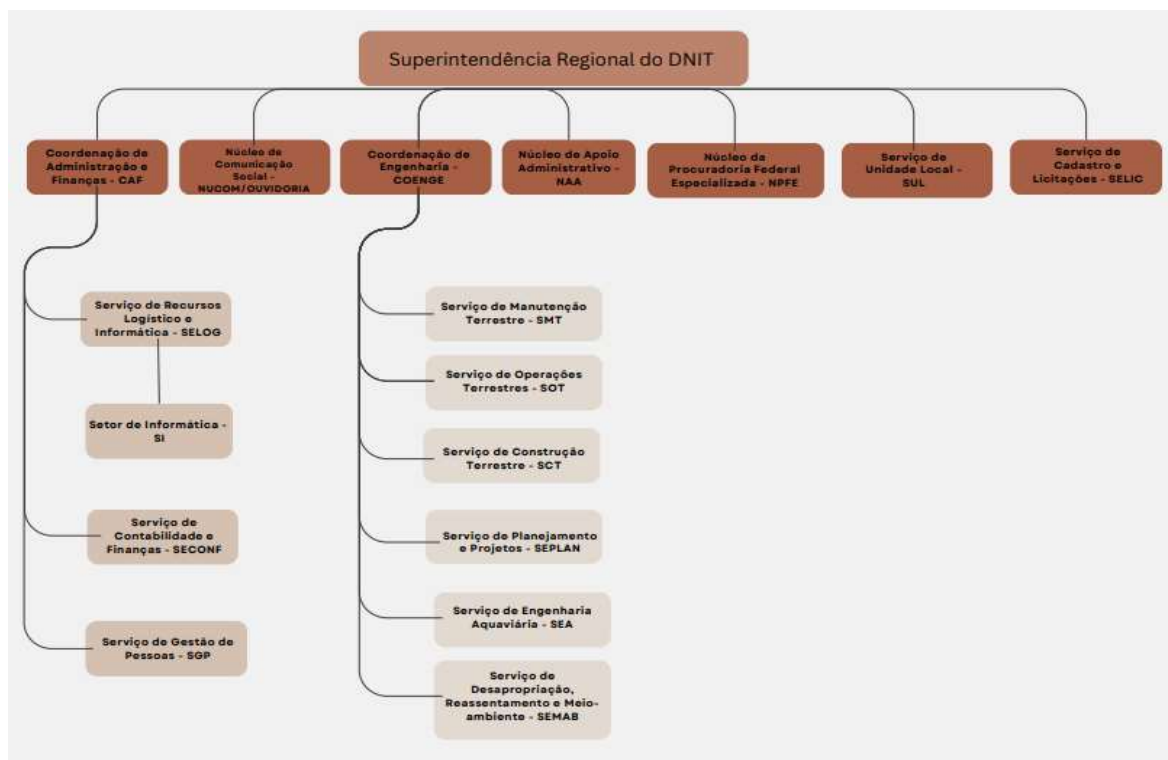 Superintendência Regional do DNIT
Coordenação de
Administração e
Finanças - CAF
Núcleo de
Comunicação
Social -
NUCOM/OUVIDORIA
Coordenação de
Engenharia -
COENGE
Núcleo de Apoio
Administrativo -
NAA
Núcleo da
Procuradoria Federal
Especializada - NPFE
Serviço de
Unidade Local -
SUL
Serviço de
Cadastro e
Licitações - SELIC
Serviço de Recursos
Logístico e
Informática - SELOG
Setor de Informática -
SI
Serviço de
Contabilidade e
Finanças - SECONF
Serviço de Gestão de
Pessoas - SGP
Serviço de Manutenção
Terrestre - SMT
Serviço de Operações
Terrestres - SOT
Serviço de Construção
Terrestre - SCT
Serviço de Planejamento
e Projetos - SEPLAN
Serviço de Engenharia
Aquaviária - SEA
Serviço de
Desapropriação,
Reassentamento e Meio-
ambiente - SEMAB